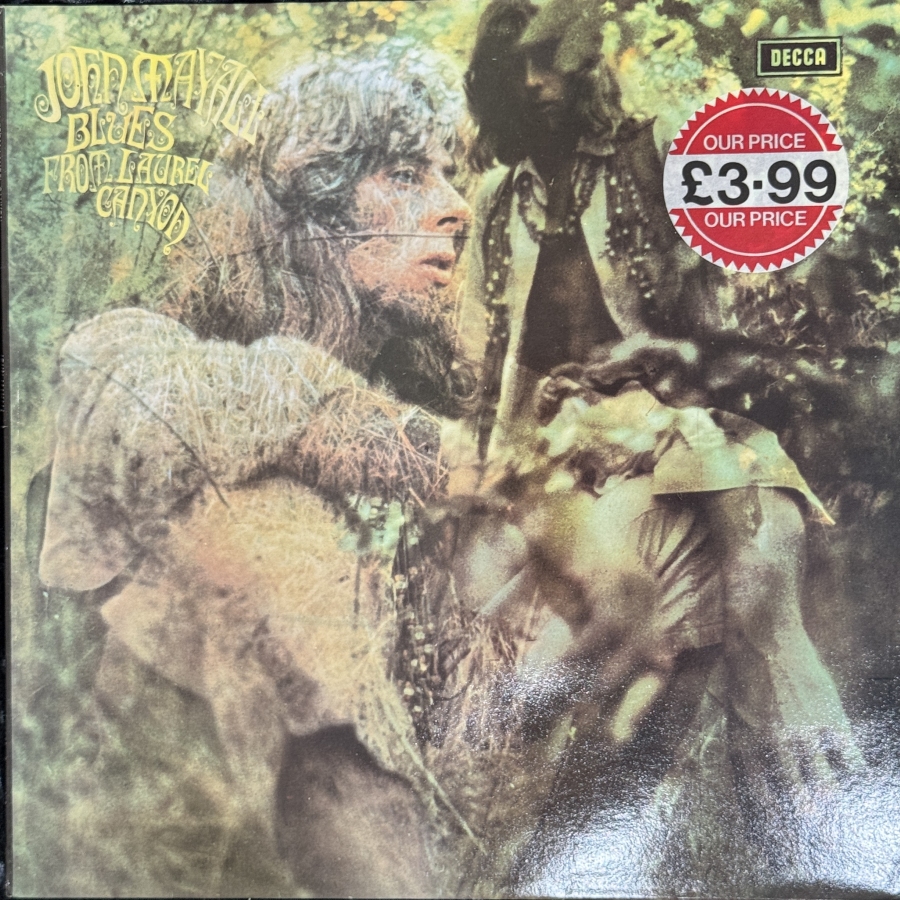 JOHN MAYALL
BLUES
FROM LAUREL
CANYON
DECCA
OUR PRICE
£3·99
OUR PRICE